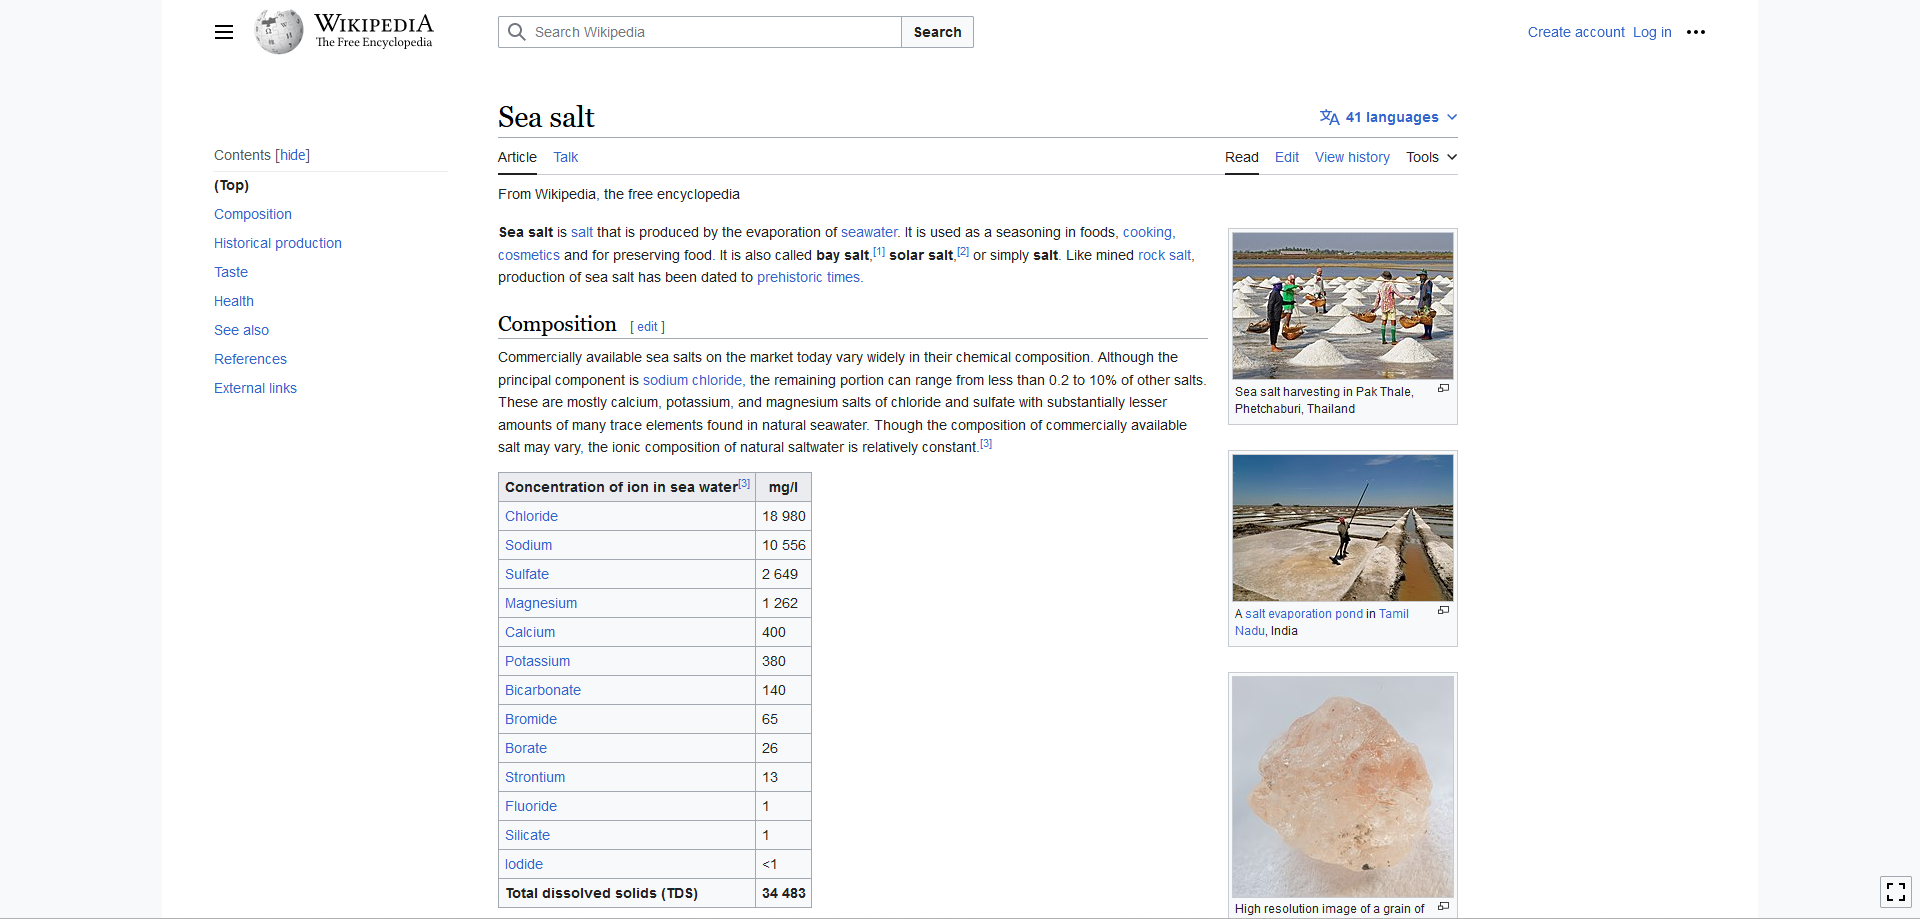 WIKIPEDIA
The Free Encyclopedia
Search Wikipedia
Search
Create account Log in
Contents [hide]
(Top)
Composition
Historical production
Taste
Health
See also
References
External links
Sea salt
41 languages
Article Talk
Read Edit View history Tools
From Wikipedia, the free encyclopedia
Sea salt is salt that is produced by the evaporation of seawater. It is used as a seasoning in foods, cooking,
cosmetics and for preserving food. It is also called bay salt,[1] solar salt,[2] or simply salt. Like mined rock salt,
production of sea salt has been dated to prehistoric times.
Composition [ edit ]
Commercially available sea salts on the market today vary widely in their chemical composition. Although the
principal component is sodium chloride, the remaining portion can range from less than 0.2 to 10% of other salts.
These are mostly calcium, potassium, and magnesium salts of chloride and sulfate with substantially lesser
amounts of many trace elements found in natural seawater. Though the composition of commercially available
salt may vary, the ionic composition of natural saltwater is relatively constant.[3]
Concentration of ion in sea water[3] mg/l
Chloride 18 980
Sodium 10 556
Sulfate 2 649
Magnesium 1 262
Calcium 400
Potassium 380
Bicarbonate 140
Bromide 65
Borate 26
Strontium 13
Fluoride 1
Silicate 1
Iodide <1
Total dissolved solids (TDS) 34 483
Sea salt harvesting in Pak Thale,
Phetchaburi, Thailand
A salt evaporation pond in Tamil
Nadu, India
High resolution image of a grain of